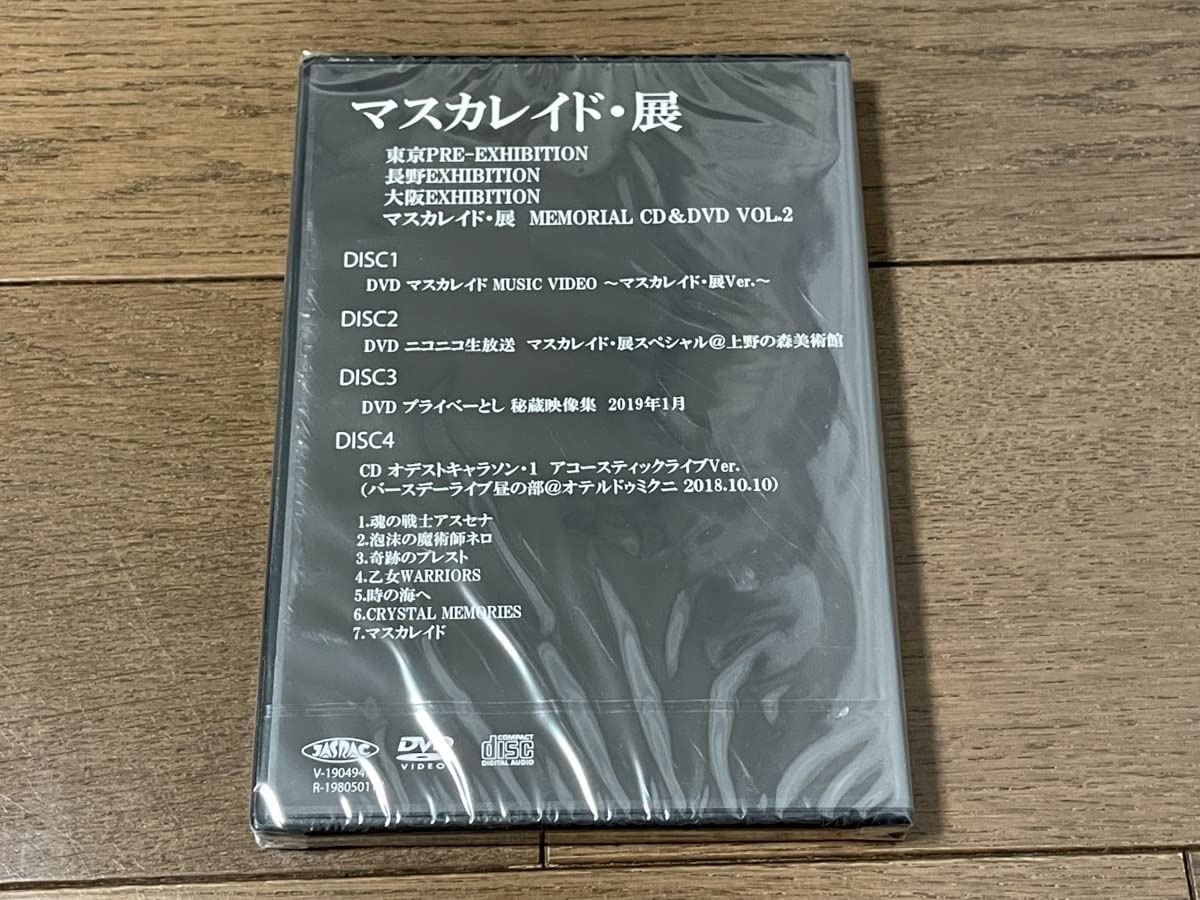 マスカレイド・展
東京PRE-EXHIBITION
長野EXHIBITION
大阪EXHIBITION
マスカレイド・展 MEMORIAL CD&DVD VOL.2
DISC1
DVD マスカレイド MUSIC VIDEO ～マスカレイド・展Ver.～
DISC2
DVD ニコニコ生放送 マスカレイド・展スペシャル@上野の森美術館
DISC3
DVD プライベーとし 秘蔵映像集 2019年1月
DISC4
CD オデストキャラソン・1 アコースティックライブVer.
(バースデーライブ昼の部@オテルドゥミクニ 2018.10.10)
1.魂の戦士アスセナ
2.泡沫の魔術師ネロ
3.奇跡のプレスト
4.乙女WARRIORS
5.時の海へ
6.CRYSTAL MEMORIES
7.マスカレイド
JASRAC
V-190494
R-1980501
DVD
VIDEO
COMPACT
disc
DIGITAL AUDIO